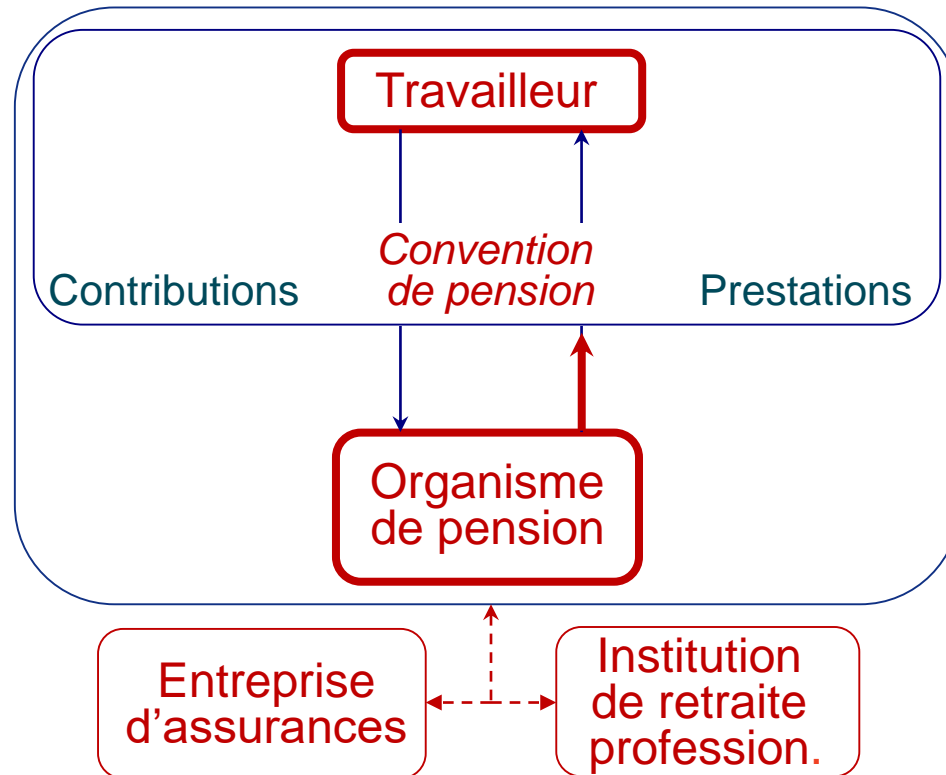 Travailleur
Convention
de pension
Contributions
Prestations
Organisme
de pension
Entreprise
d'assurances
Institution
de retraite
profession.